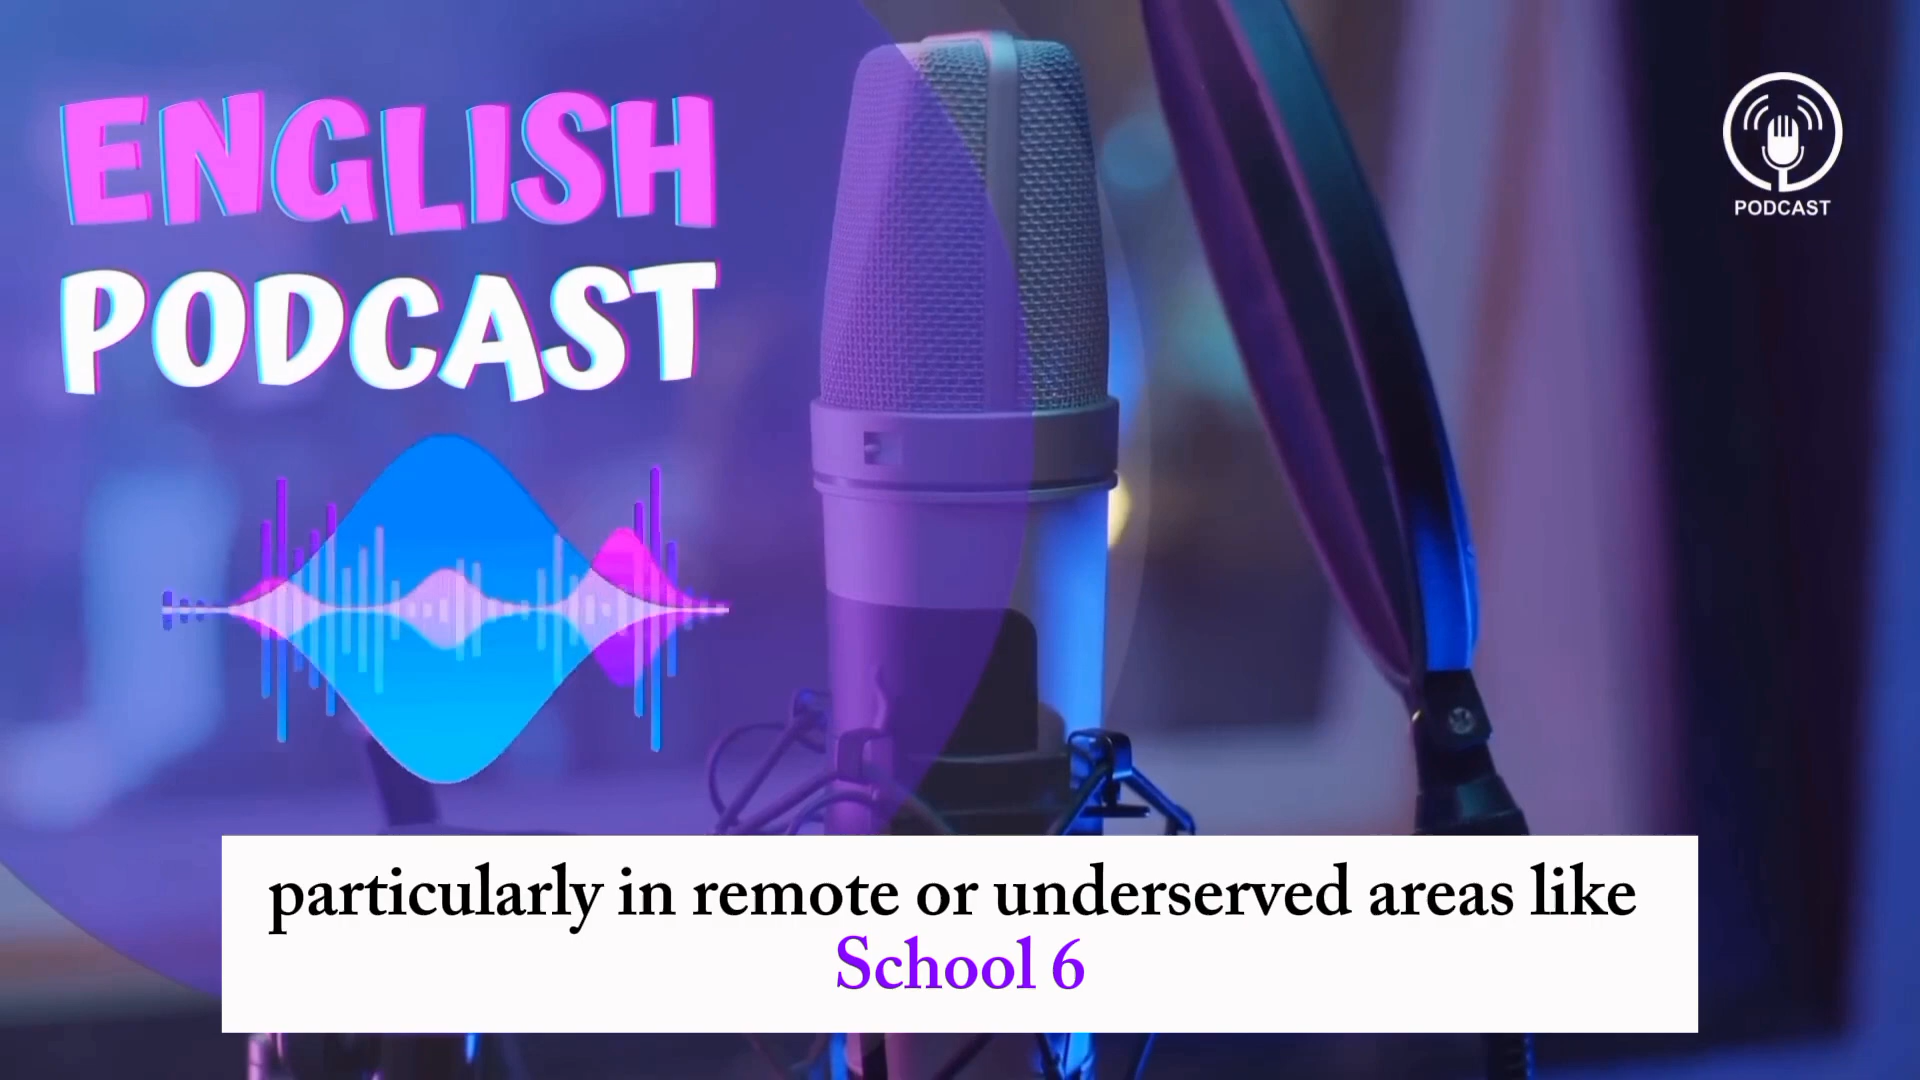 ENGLISH
PODCAST
PODCAST
particularly in remote or underserved areas like
School 6